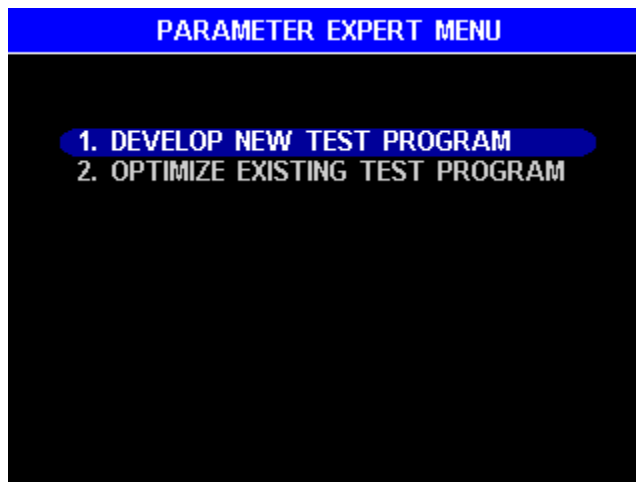 PARAMETER EXPERT MENU
1. DEVELOP NEW TEST PROGRAM
2. OPTIMIZE EXISTING TEST PROGRAM